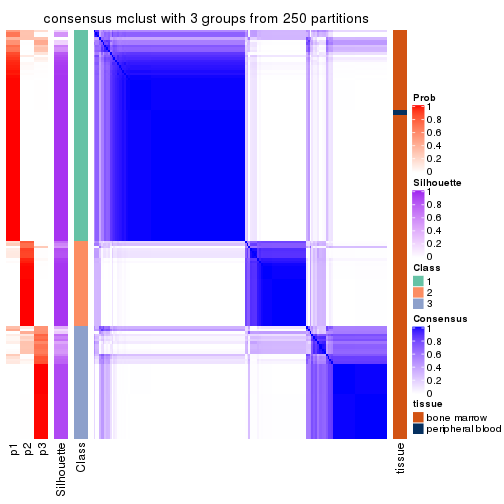 consensus mclust with 3 groups from 250 partitions
Prob
1
0.8
0.6
0.4
0.2
0
Silhouette
1
0.8
0.6
0.4
0.2
0
Class
1
2
3
Consensus
1
0.8
0.6
0.4
0.2
0
tissue
bone marrow
peripheral blood
p1
p2
p3
Silhouette
Class
tissue